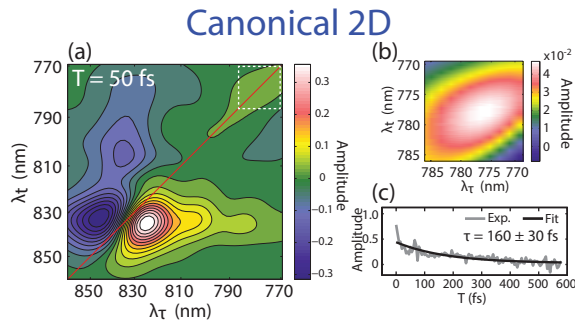 Canonical 2D
(a)
T = 50 fs
770
780
790
805
830
850
λt (nm)
850 830 810 790 770
λτ (nm)
0.3
0.2
0.1
0
−0.1
−0.2
−0.3
Amplitude
(b)
770
775
780
785
λt (nm)
785 780 775 770
λτ (nm)
x10⁻²
4
3
2
1
0
Amplitude
(c)
Exp. Fit
τ = 160 ± 30 fs
1.0
0.5
0
Amplitude
0 100 200 300 400 500 600
T (fs)